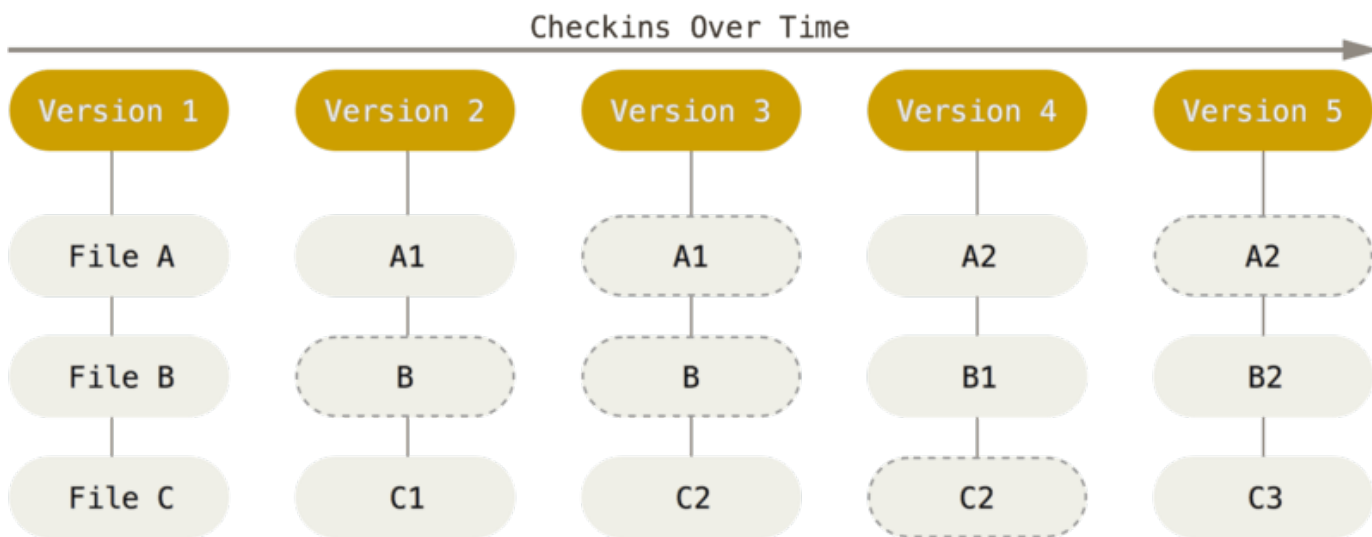 Checkins Over Time
Version 1 Version 2 Version 3 Version 4 Version 5
File A A1 A1 A2 A2
File B B B B1 B2
File C C1 C2 C2 C3